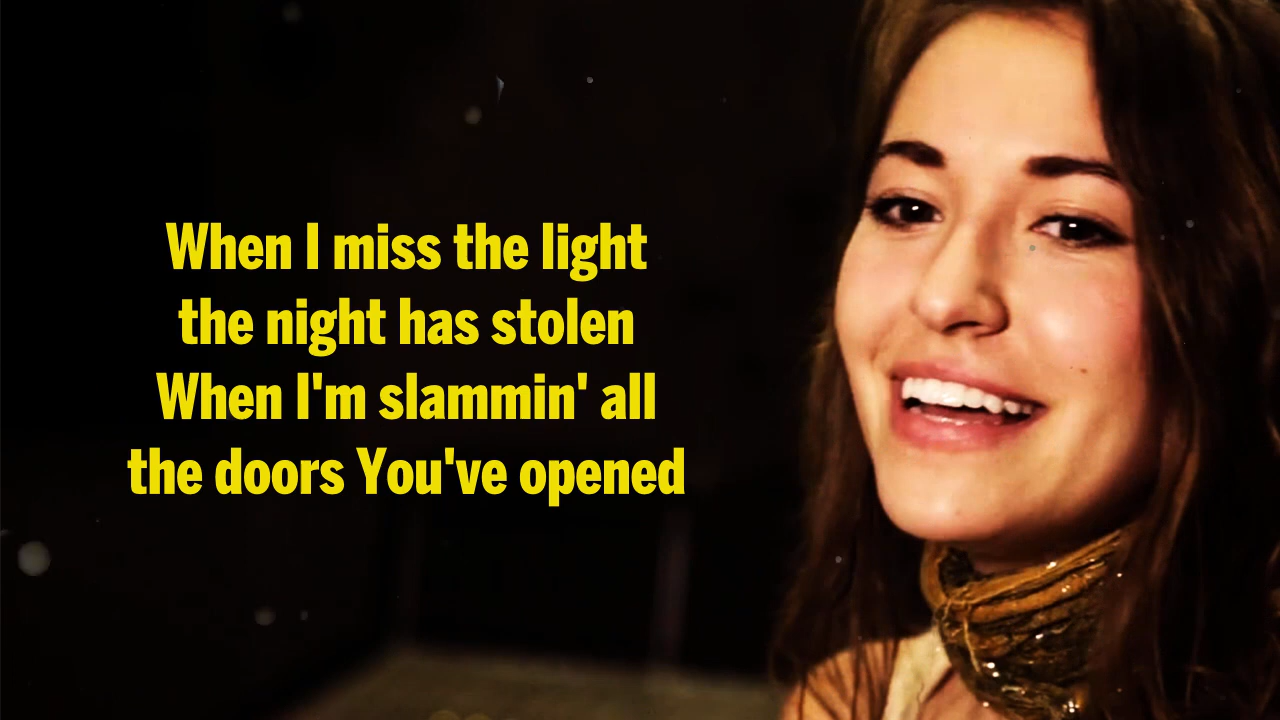 When I miss the light
the night has stolen
When I'm slammin' all
the doors You've opened